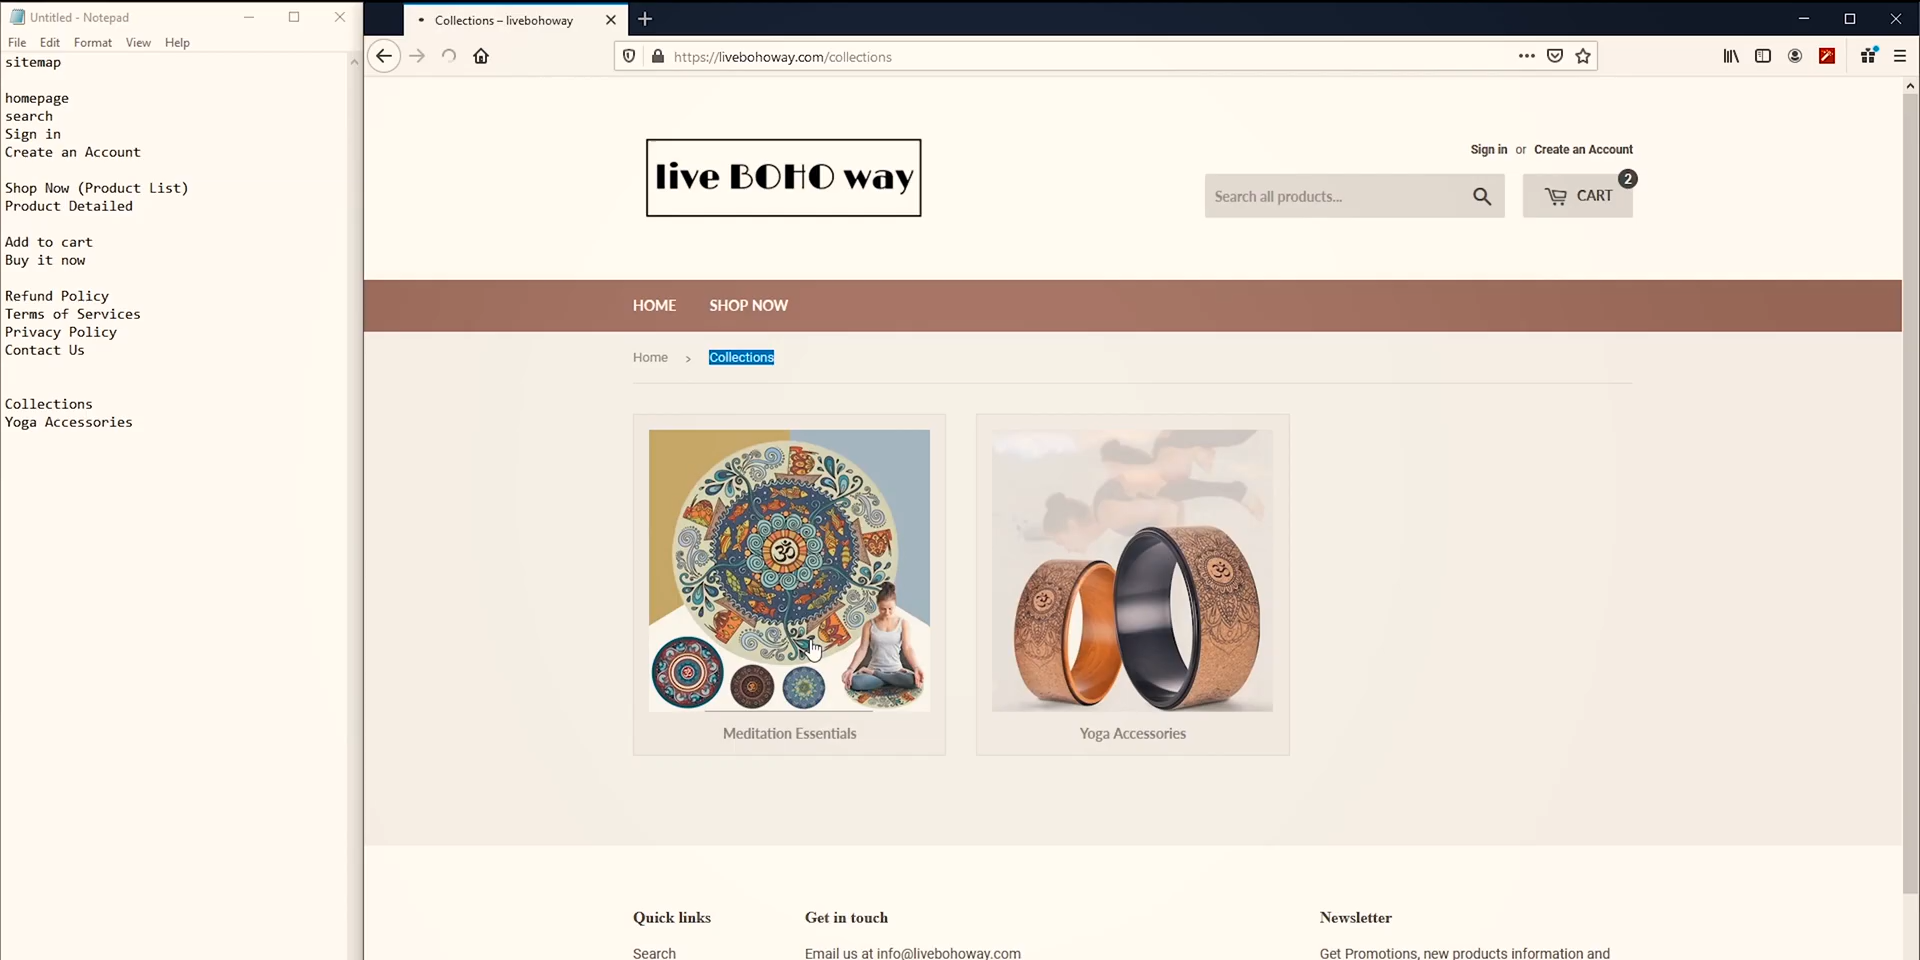 Untitled - Notepad
File Edit Format View Help
sitemap
homepage
search
Sign in
Create an Account
Shop Now (Product List)
Product Detailed
Add to cart
Buy it now
Refund Policy
Terms of Services
Privacy Policy
Contact Us
Collections
Yoga Accessories
Collections – livebohoway
https://livebohoway.com/collections
live BOHO way
Sign in or Create an Account
Search all products...
CART
2
HOME SHOP NOW
Home > Collections
Meditation Essentials
Yoga Accessories
Quick links
Search
Get in touch
Email us at info@livebohoway.com
Newsletter
Get Promotions, new products information and